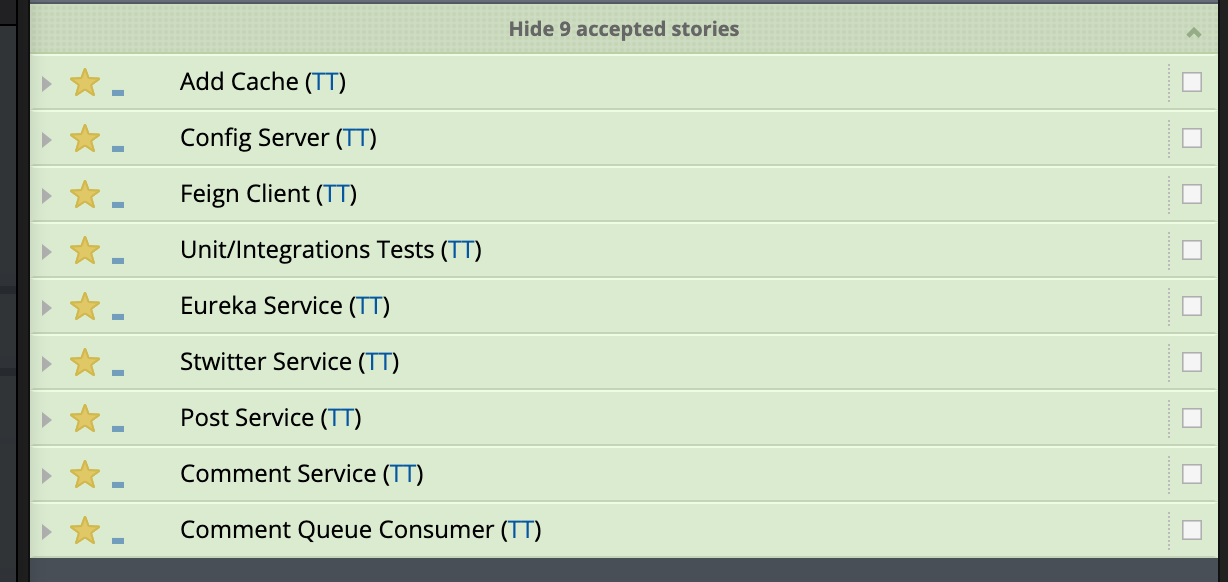 Hide 9 accepted stories
Add Cache (TT)
Config Server (TT)
Feign Client (TT)
Unit/Integrations Tests (TT)
Eureka Service (TT)
Stwitter Service (TT)
Post Service (TT)
Comment Service (TT)
Comment Queue Consumer (TT)